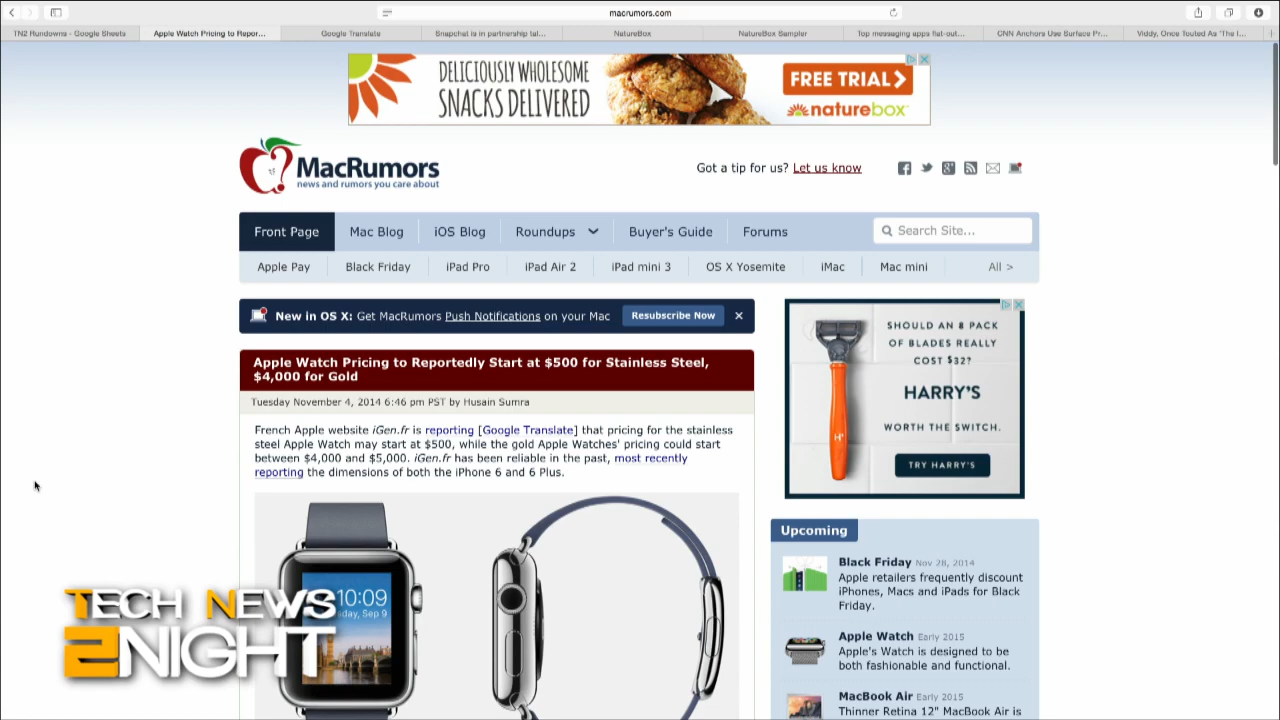 macrumors.com
TN2 Rundowns - Google Sheets
Apple Watch Pricing to Repor...
Google Translate
Snapchat is in partnership tal...
NatureBox
NatureBox Sampler
Top messaging apps flat-out...
CNN Anchors Use Surface Pr...
Viddy, Once Touted As 'The I...
DELICIOUSLY WHOLESOME
SNACKS DELIVERED
FREE TRIAL
naturebox
MacRumors
news and rumors you care about
Got a tip for us? Let us know
Front Page
Mac Blog
iOS Blog
Roundups
Buyer's Guide
Forums
Search Site...
Apple Pay
Black Friday
iPad Pro
iPad Air 2
iPad mini 3
OS X Yosemite
iMac
Mac mini
All >
New in OS X: Get MacRumors Push Notifications on your Mac
Resubscribe Now
Apple Watch Pricing to Reportedly Start at $500 for Stainless Steel,
$4,000 for Gold
Tuesday November 4, 2014 6:46 pm PST by Husain Sumra
French Apple website iGen.fr is reporting [Google Translate] that pricing for the stainless
steel Apple Watch may start at $500, while the gold Apple Watches' pricing could start
between $4,000 and $5,000. iGen.fr has been reliable in the past, most recently
reporting the dimensions of both the iPhone 6 and 6 Plus.
10:09
sday, Sep 9
TECH NEWS
2NIGHT
SHOULD AN 8 PACK
OF BLADES REALLY
COST $32?
HARRY'S
WORTH THE SWITCH.
TRY HARRY'S
Upcoming
Black Friday Nov 28, 2014
Apple retailers frequently discount
iPhones, Macs and iPads for Black
Friday.
Apple Watch Early 2015
Apple's Watch is designed to be
both fashionable and functional.
MacBook Air Early 2015
Thinner Retina 12" MacBook Air is